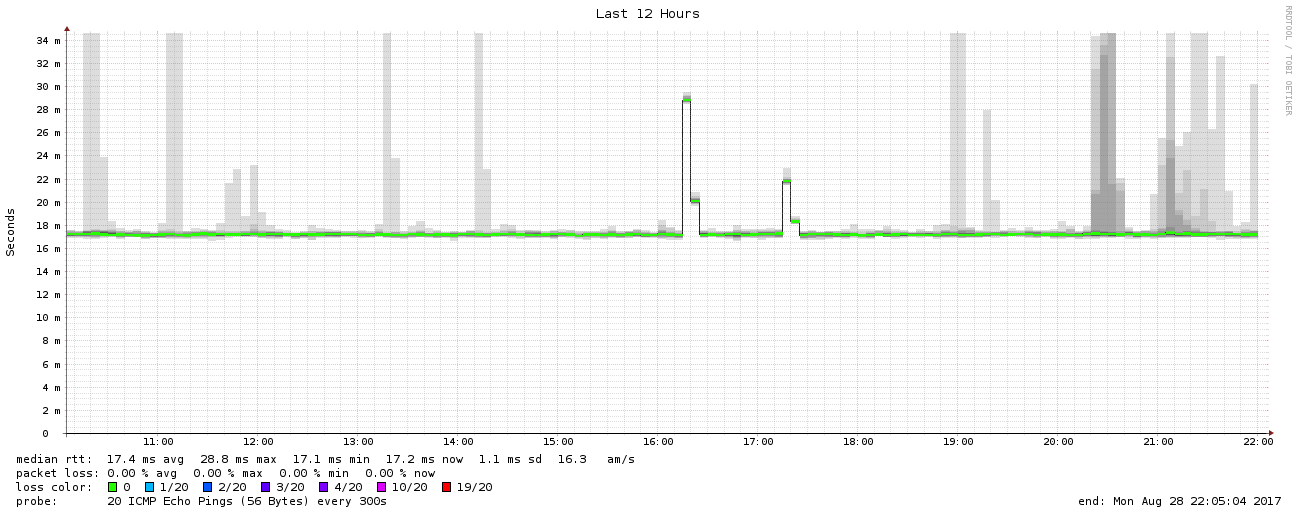 Last 12 Hours
RRDTOOL / TOBI OETIKER
Seconds
34 m
32 m
30 m
28 m
26 m
24 m
22 m
20 m
18 m
16 m
14 m
12 m
10 m
8 m
6 m
4 m
2 m
0
11:00 12:00 13:00 14:00 15:00 16:00 17:00 18:00 19:00 20:00 21:00 22:00
median rtt: 17.4 ms avg 28.8 ms max 17.1 ms min 17.2 ms now 1.1 ms sd 16.3 am/s
packet loss: 0.00 % avg 0.00 % max 0.00 % min 0.00 % now
loss color: 0 1/20 2/20 3/20 4/20 10/20 19/20
probe: 20 ICMP Echo Pings (56 Bytes) every 300s end: Mon Aug 28 22:05:04 2017